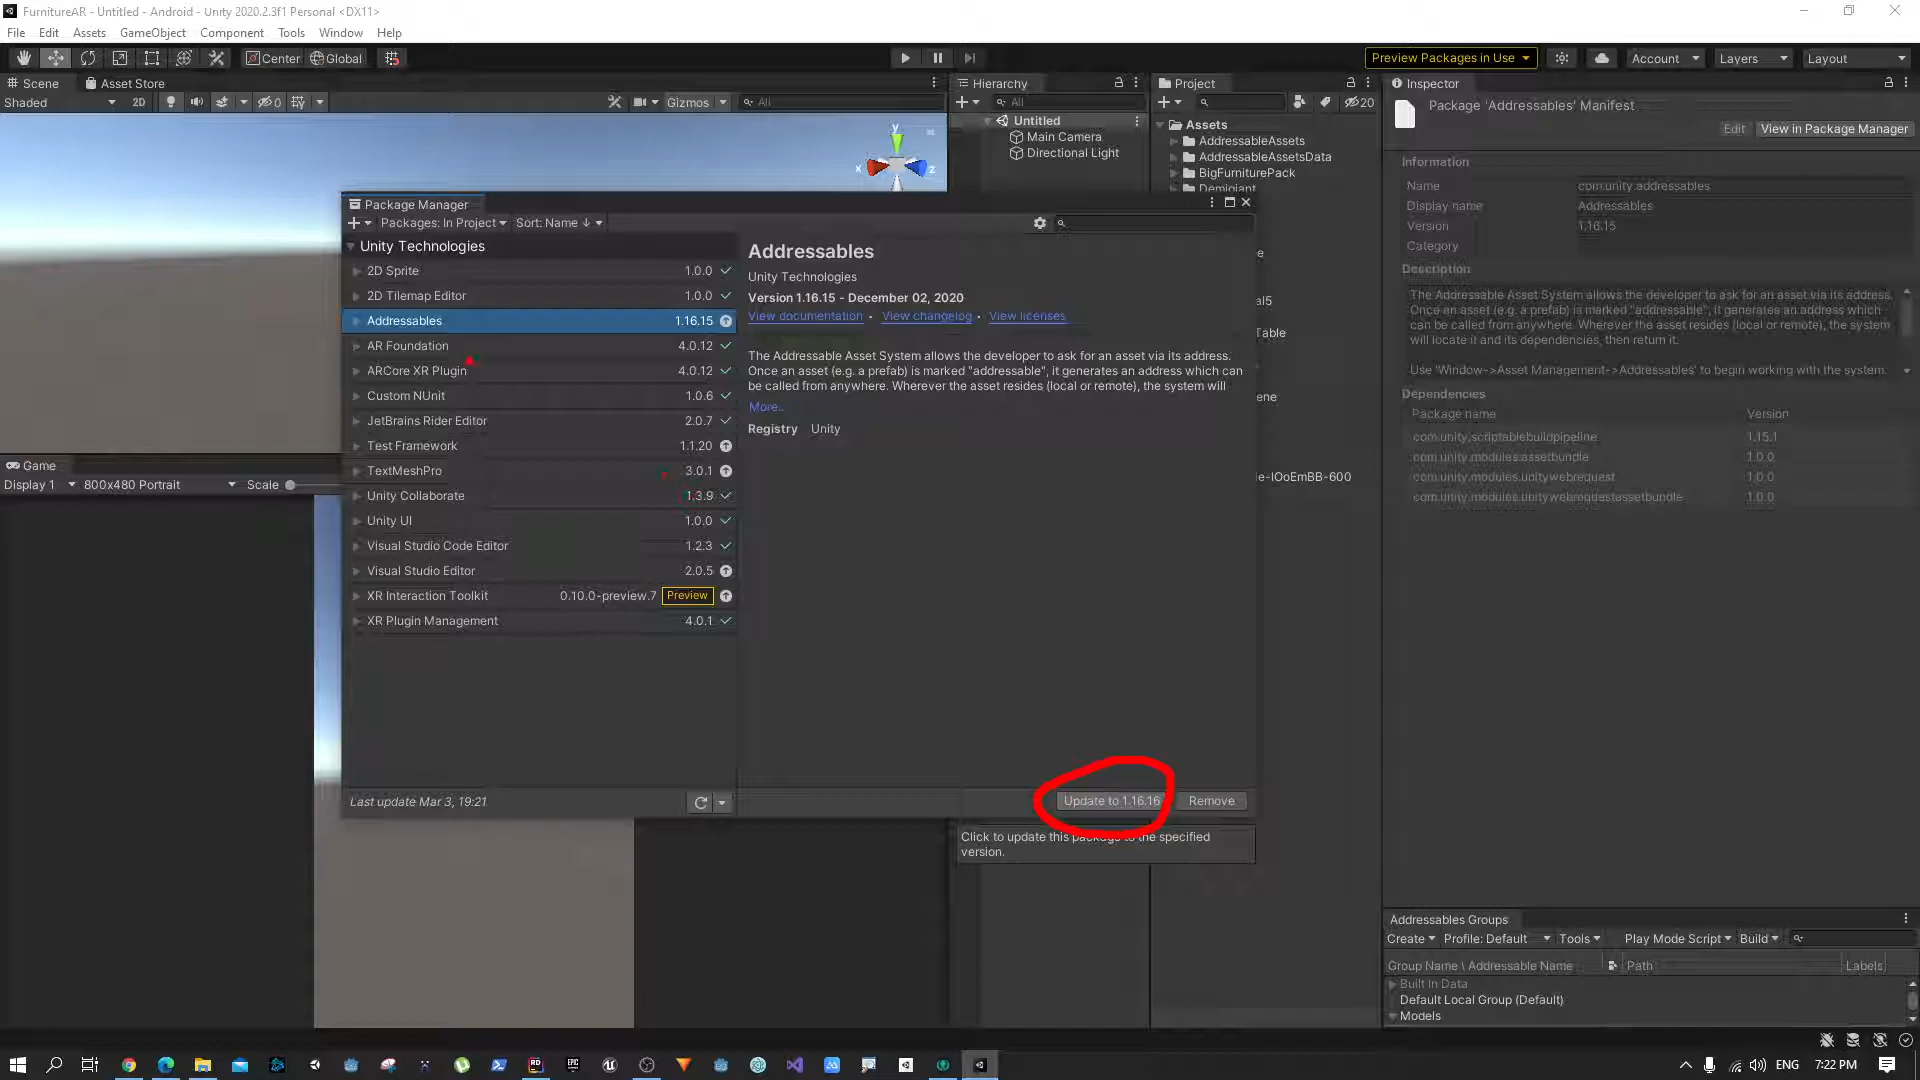 FurnitureAR - Untitled - Android - Unity 2020.2.3f1 Personal <DX11>
File Edit Assets GameObject Component Tools Window Help
Center Global Preview Packages in Use Account Layers Layout
Scene Asset Store
Shaded 2D 0 Gizmos All
Hierarchy
All
Untitled
Main Camera
Directional Light
Project
20
Assets
AddressableAssets
AddressableAssetsData
BigFurniturePack
Demigiant
Inspector
Package 'Addressables' Manifest
Edit View in Package Manager
Information
Name com.unity.addressables
Display name Addressables
Version 1.16.15
Category
Description
The Addressable Asset System allows the developer to ask for an asset via its address.
Once an asset (e.g. a prefab) is marked "addressable", it generates an address which
can be called from anywhere. Wherever the asset resides (local or remote), the system
will locate it and its dependencies, then return it.
Use 'Window->Asset Management->Addressables' to begin working with the system.
Dependencies
Package name Version
com.unity.scriptablebuildpipeline 1.15.1
com.unity.modules.assetbundle 1.0.0
com.unity.modules.unitywebrequest 1.0.0
com.unity.modules.unitywebrequestassetbundle 1.0.0
Package Manager
Packages: In Project Sort: Name ↓
Unity Technologies
2D Sprite 1.0.0
2D Tilemap Editor 1.0.0
Addressables 1.16.15
AR Foundation 4.0.12
ARCore XR Plugin 4.0.12
Custom NUnit 1.0.6
JetBrains Rider Editor 2.0.7
Test Framework 1.1.20
TextMeshPro 3.0.1
Unity Collaborate 1.3.9
Unity UI 1.0.0
Visual Studio Code Editor 1.2.3
Visual Studio Editor 2.0.5
XR Interaction Toolkit 0.10.0-preview.7 Preview
XR Plugin Management 4.0.1
Last update Mar 3, 19:21
Addressables
Unity Technologies
Version 1.16.15 - December 02, 2020
View documentation • View changelog • View licenses
The Addressable Asset System allows the developer to ask for an asset via its address.
Once an asset (e.g. a prefab) is marked "addressable", it generates an address which
can be called from anywhere. Wherever the asset resides (local or remote), the system will
More..
Registry Unity
Update to 1.16.16 Remove
Click to update this package to the specified
version.
e
al5
Table
ene
le-IOoEmBB-600
Game
Display 1 800x480 Portrait Scale
Addressables Groups
Create Profile: Default Tools Play Mode Script Build
Group Name \ Addressable Name Path Labels
Built In Data
Default Local Group (Default)
Models
ENG 7:22 PM